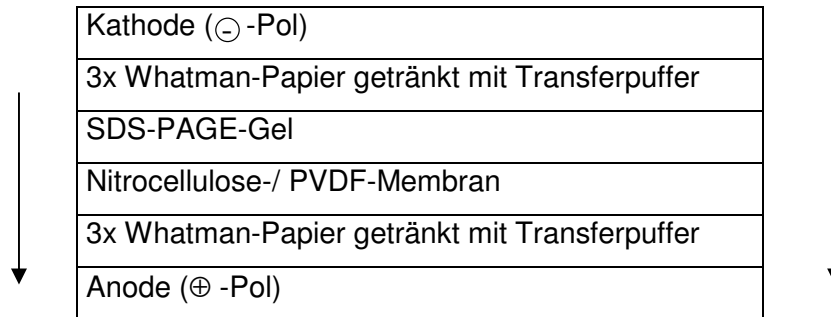 Kathode (⊖ -Pol)
3x Whatman-Papier getränkt mit Transferpuffer
SDS-PAGE-Gel
Nitrocellulose-/ PVDF-Membran
3x Whatman-Papier getränkt mit Transferpuffer
Anode (⊕ -Pol)